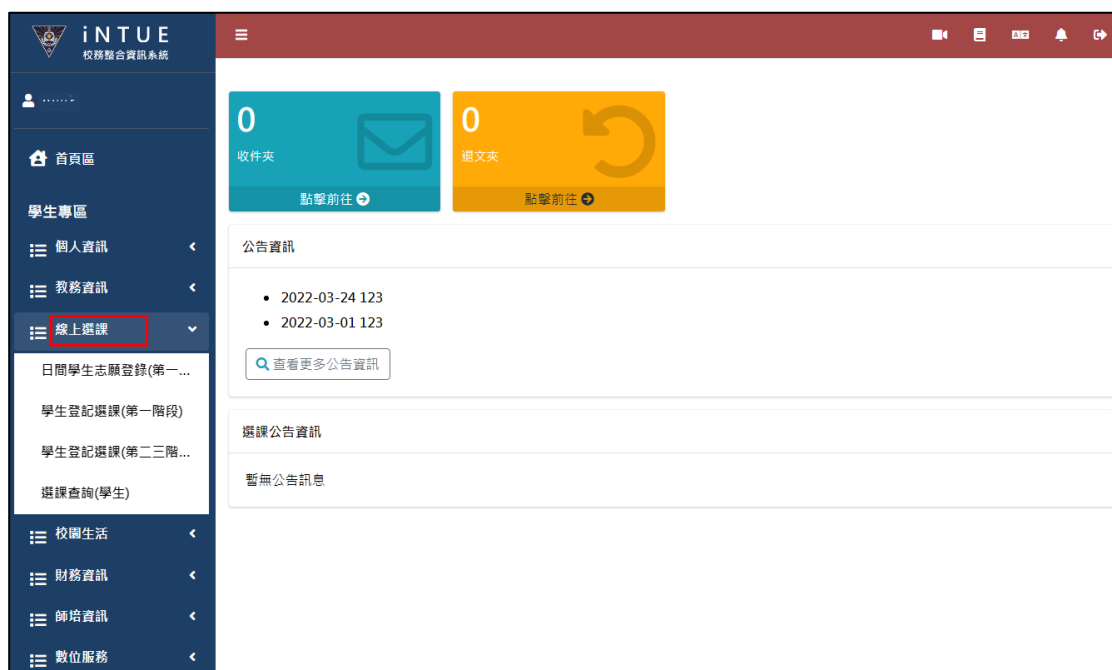 iNTUE
校務整合資訊系統
首頁區
學生專區
個人資訊
教務資訊
線上選課
日間學生志願登錄(第一...
學生登記選課(第一階段)
學生登記選課(第二三階...
選課查詢(學生)
校園生活
財務資訊
師培資訊
數位服務
0
收件夾
點擊前往
0
退文夾
點擊前往
公告資訊
2022-03-24 123
2022-03-01 123
查看更多公告資訊
選課公告資訊
暫無公告訊息